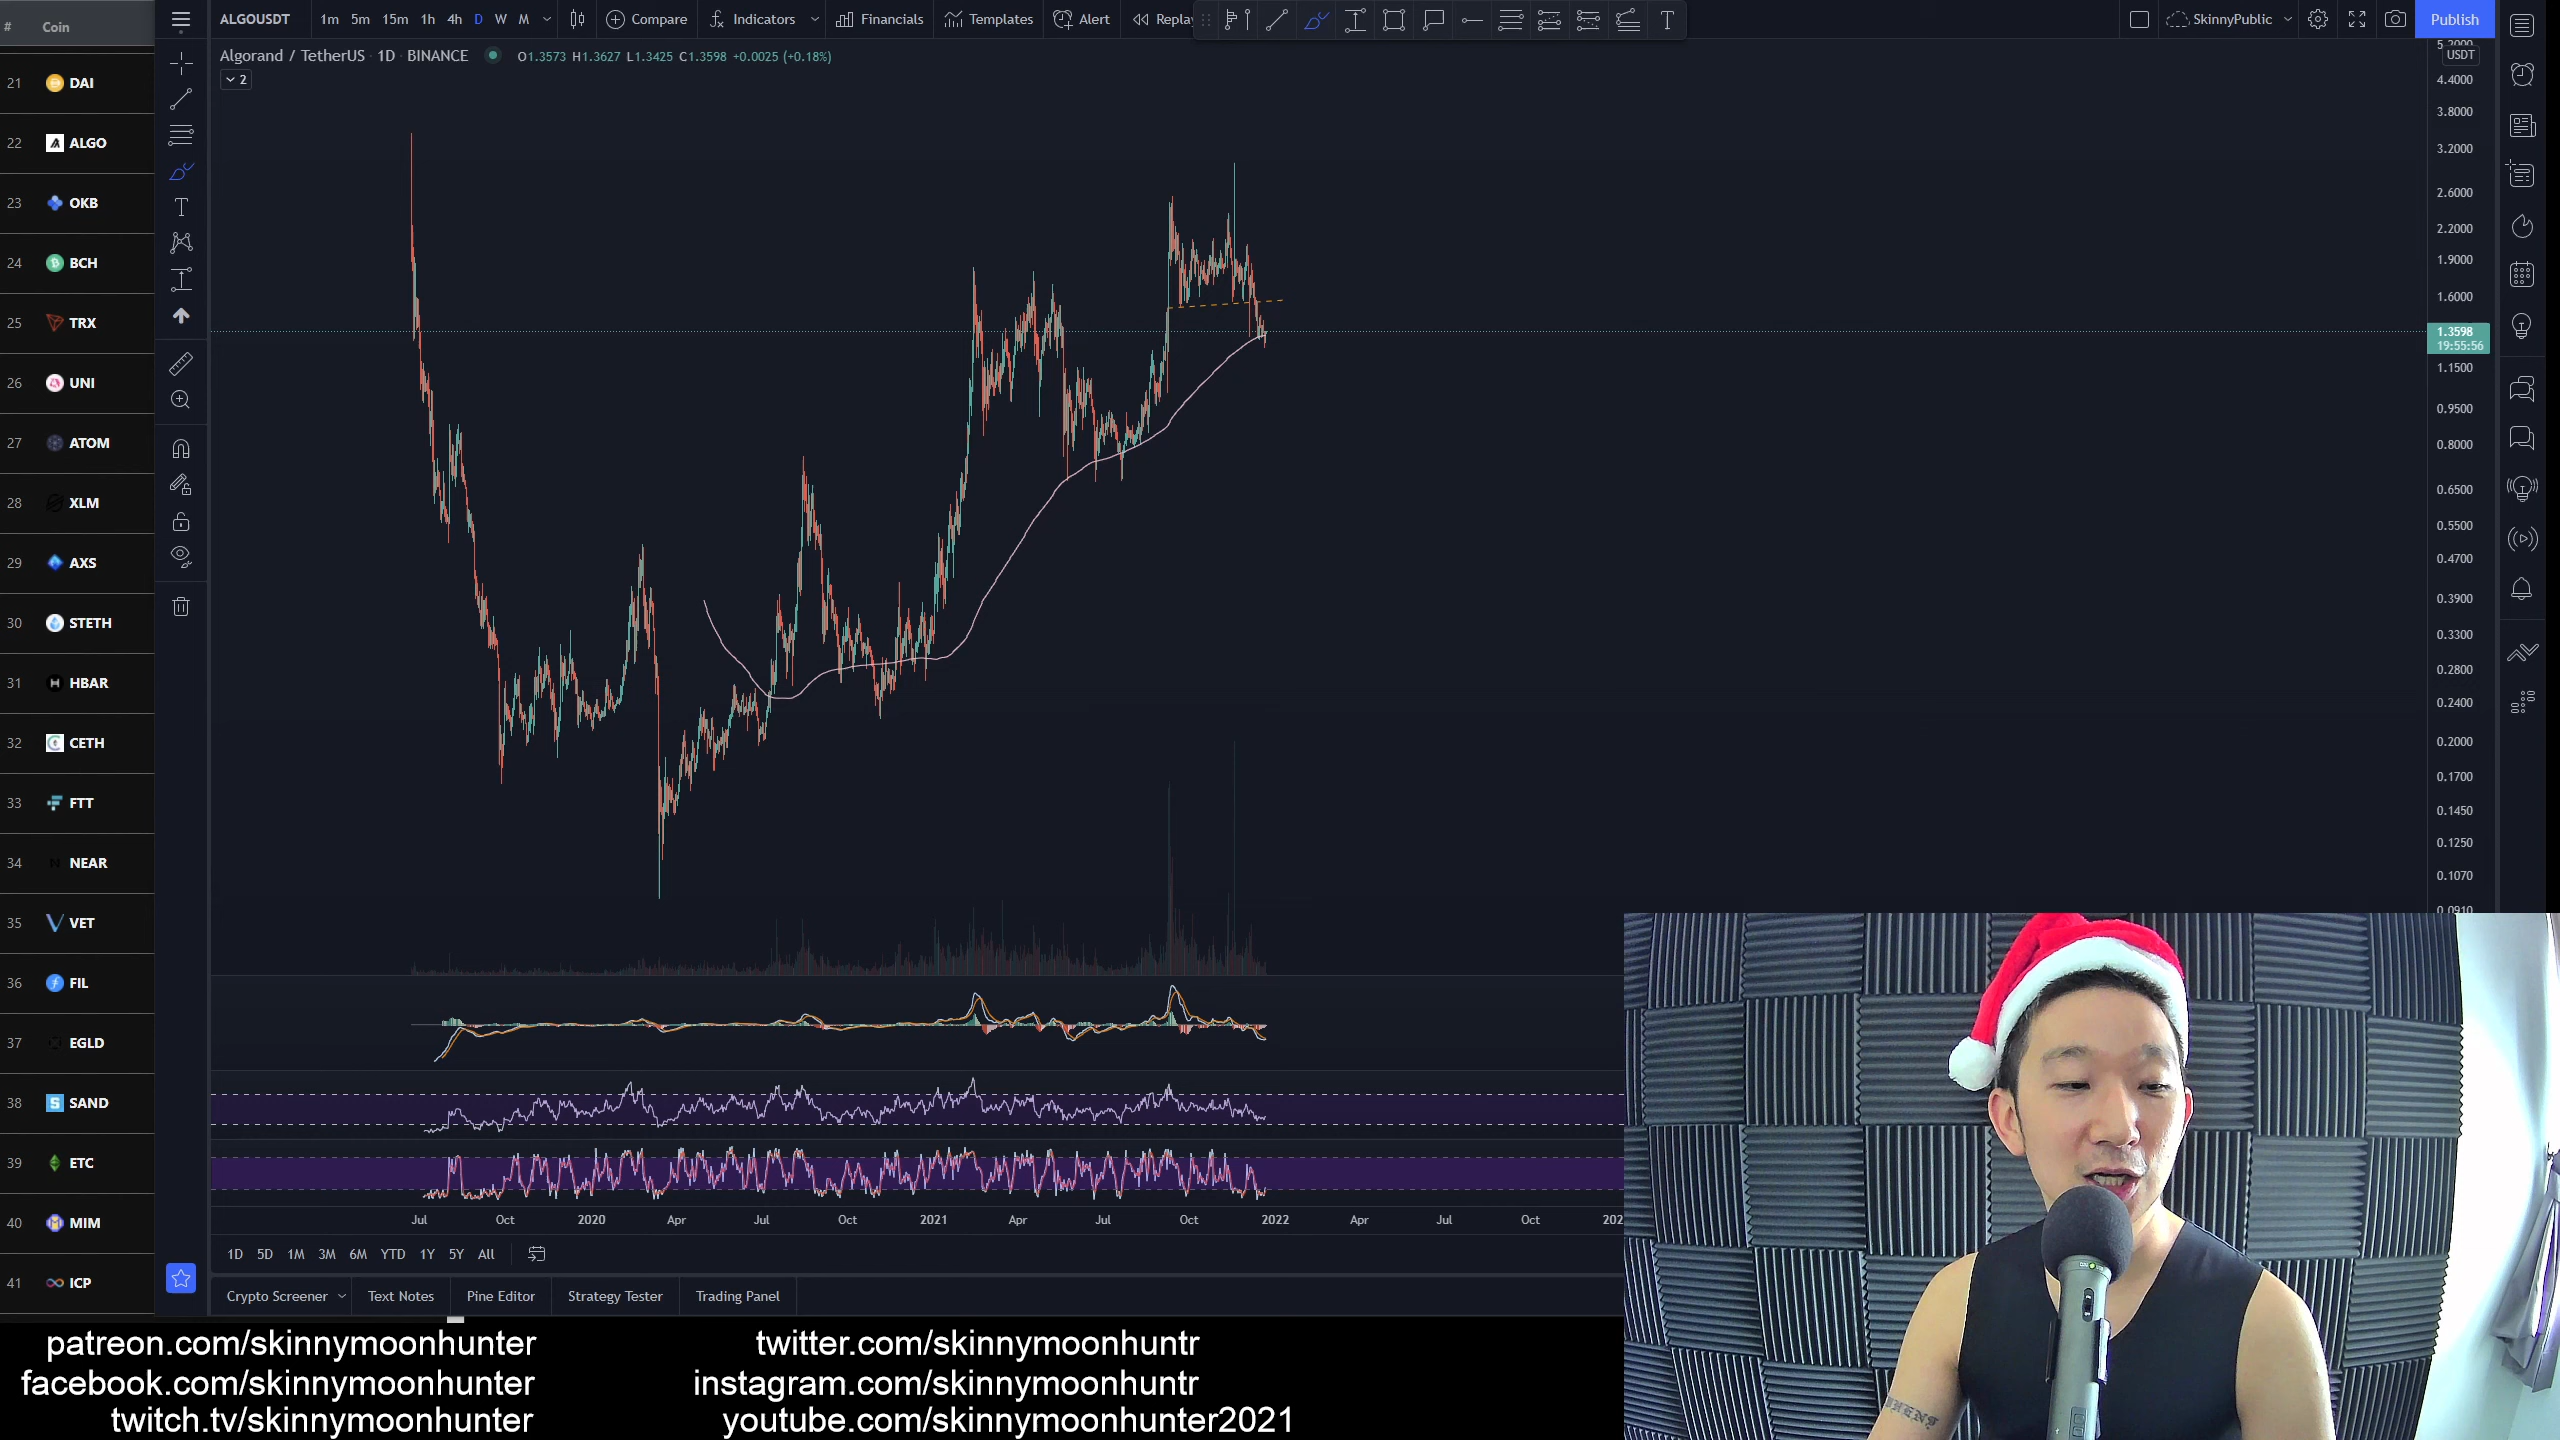 # Coin
21 DAI
22 ALGO
23 OKB
24 BCH
25 TRX
26 UNI
27 ATOM
28 XLM
29 AXS
30 STETH
31 HBAR
32 CETH
33 FTT
34 NEAR
35 VET
36 FIL
37 EGLD
38 SAND
39 ETC
40 MIM
41 ICP
ALGOUSDT 1m 5m 15m 1h 4h D W M Compare Indicators Financials Templates Alert Replay SkinnyPublic Publish
Algorand / TetherUS · 1D · BINANCE O1.3573 H1.3627 L1.3425 C1.3598 +0.0025 (+0.18%)
2
5.2000
USDT
4.4000
3.8000
3.2000
2.6000
2.2000
1.9000
1.6000
1.3598
19:55:56
1.1500
0.9500
0.8000
0.6500
0.5500
0.4700
0.3900
0.3300
0.2800
0.2400
0.2000
0.1700
0.1450
0.1250
0.1070
0.0910
Jul Oct 2020 Apr Jul Oct 2021 Apr Jul Oct 2022 Apr Jul Oct 202
1D 5D 1M 3M 6M YTD 1Y 5Y All
Crypto Screener Text Notes Pine Editor Strategy Tester Trading Panel
patreon.com/skinnymoonhunter twitter.com/skinnymoonhuntr
facebook.com/skinnymoonhunter instagram.com/skinnymoonhuntr
twitch.tv/skinnymoonhunter youtube.com/skinnymoonhunter2021